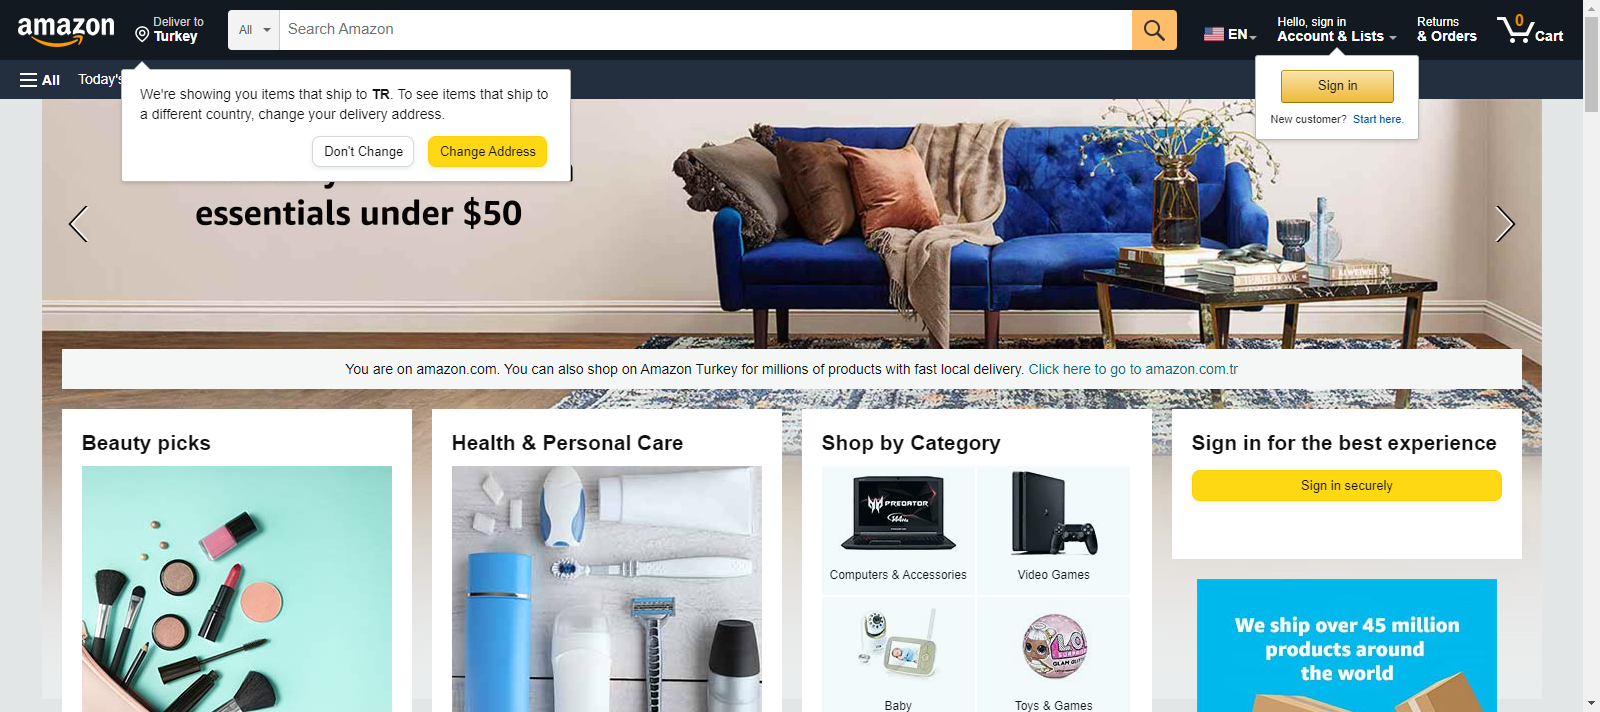 amazon
Deliver to
Turkey
All
Search Amazon
EN
Hello, sign in
Account & Lists
Returns
& Orders
0
Cart
All
Today's
We're showing you items that ship to TR. To see items that ship to
a different country, change your delivery address.
Don't Change
Change Address
Sign in
New customer? Start here.
essentials under $50
You are on amazon.com. You can also shop on Amazon Turkey for millions of products with fast local delivery. Click here to go to amazon.com.tr
Beauty picks
Health & Personal Care
Shop by Category
Sign in for the best experience
PREDATOR
Computers & Accessories
Video Games
Sign in securely
Baby
L.O.L.
SURPRISE
GLAM GLITTER
Toys & Games
We ship over 45 million
products around
the world